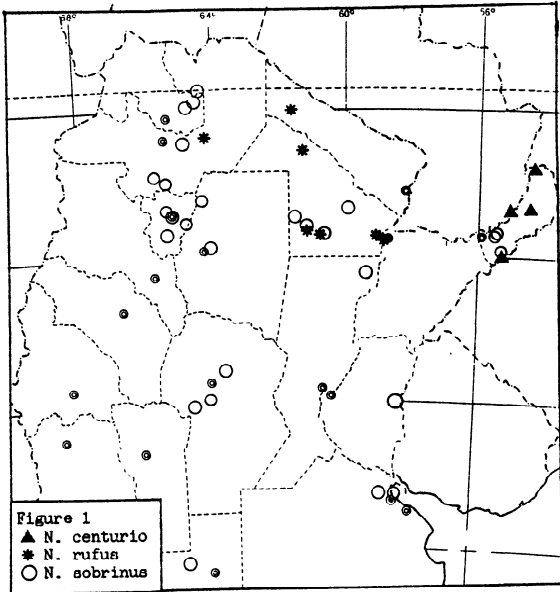 68° 64° 60° 56°
Figure 1
N. centurio
N. rufus
N. sobrinus